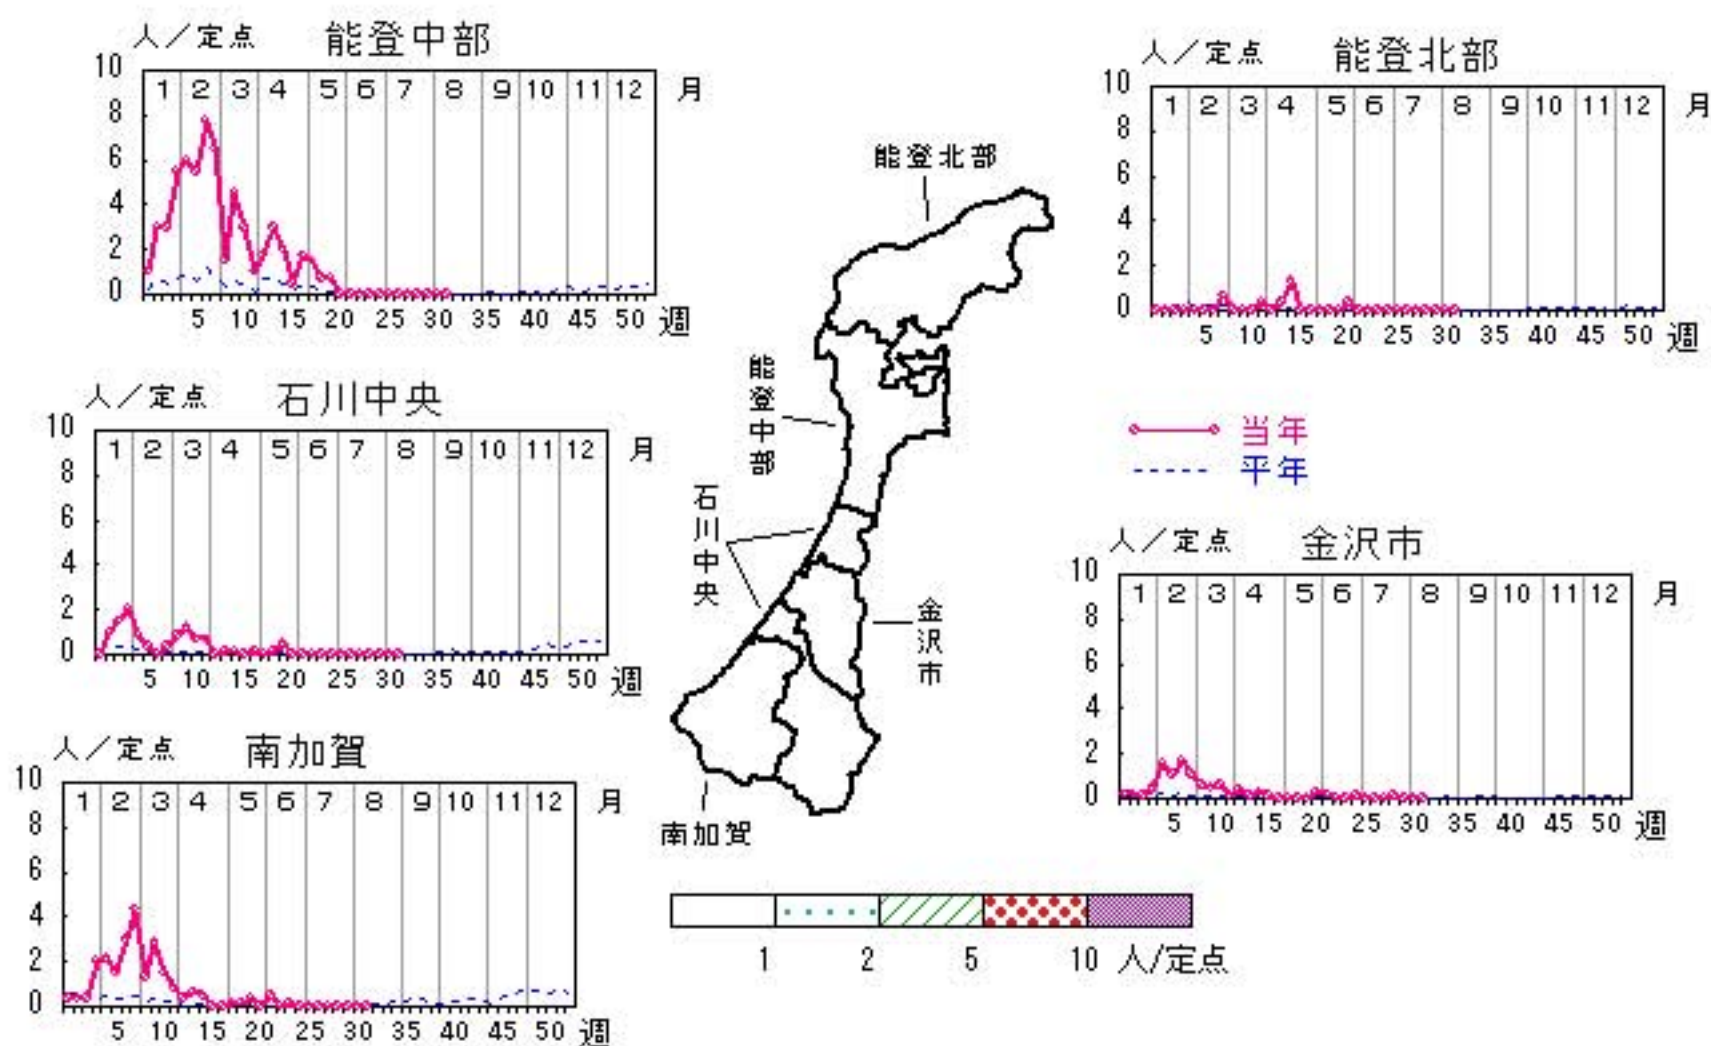 人／定点 能登中部
10 8 6 4 2 0
1 2 3 4 5 6 7 8 9 10 11 12 月
5 10 15 20 25 30 35 40 45 50 週
人／定点 能登北部
10 8 6 4 2 0
1 2 3 4 5 6 7 8 9 10 11 12 月
5 10 15 20 25 30 35 40 45 50 週
人／定点 石川中央
10 8 6 4 2 0
1 2 3 4 5 6 7 8 9 10 11 12 月
5 10 15 20 25 30 35 40 45 50 週
能登北部
能登中部
石川中央
金沢市
南加賀
当年
平年
人／定点 金沢市
10 8 6 4 2 0
1 2 3 4 5 6 7 8 9 10 11 12 月
5 10 15 20 25 30 35 40 45 50 週
人／定点 南加賀
10 8 6 4 2 0
1 2 3 4 5 6 7 8 9 10 11 12 月
5 10 15 20 25 30 35 40 45 50 週
1 2 5 10 人/定点